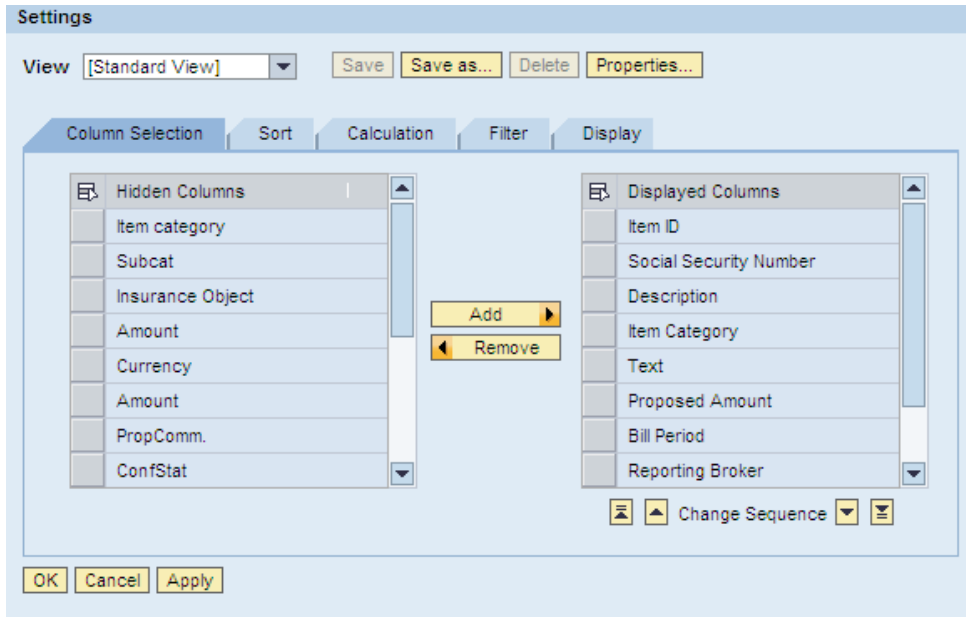 Settings
View [Standard View] Save Save as... Delete Properties...
Column Selection Sort Calculation Filter Display
Hidden Columns
Item category
Subcat
Insurance Object
Amount
Currency
Amount
PropComm.
ConfStat
Add
Remove
Displayed Columns
Item ID
Social Security Number
Description
Item Category
Text
Proposed Amount
Bill Period
Reporting Broker
Change Sequence
OK Cancel Apply